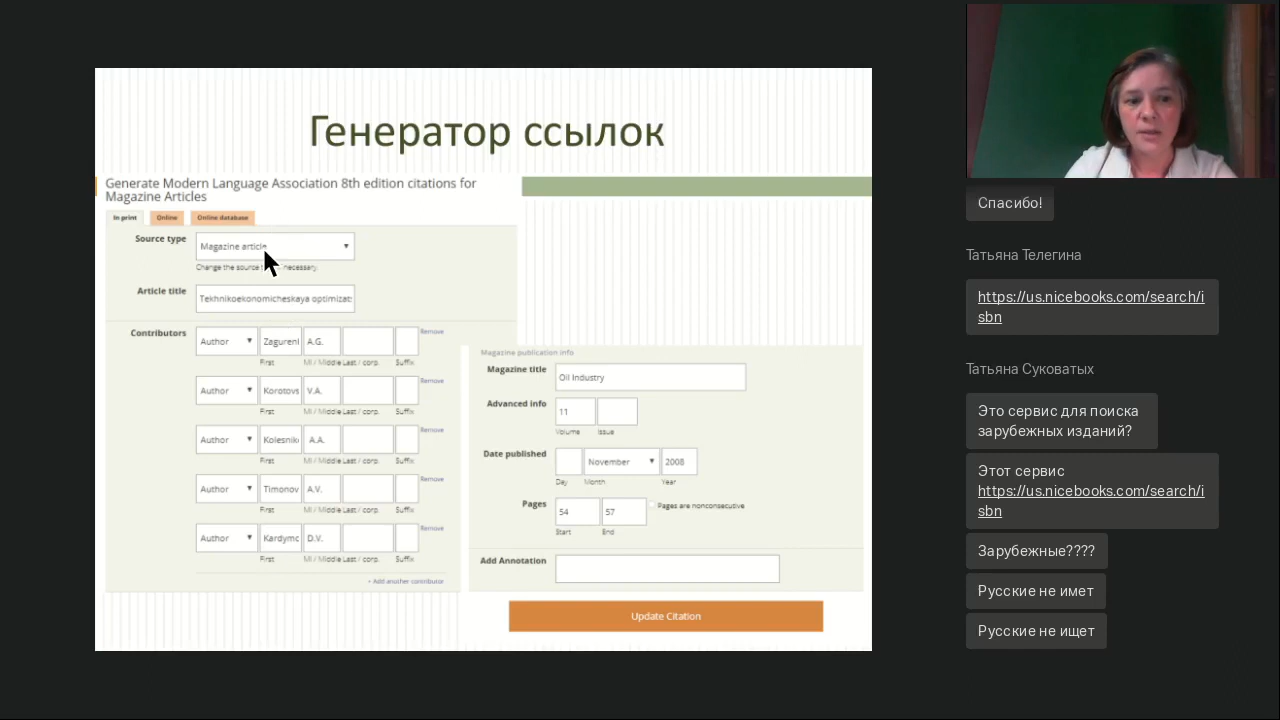 Генератор ссылок
Generate Modern Language Association 8th edition citations for
Magazine Articles
In print
Online
Online database
Source type
Magazine article
Change the source
necessary.
Article title
Tekhnikoekonomicheskaya optimizat
Contributors
Author
Zagureni
A.G.
Remove
First
MI / Middle
Last / corp.
Suffix
Author
Korotovs
V.A.
Remove
First
MI / Middle
Last / corp.
Suffix
Author
Kolesnik
A.A.
Remove
First
MI / Middle
Last / corp.
Suffix
Author
Timonov
A.V.
Remove
First
MI / Middle
Last / corp.
Suffix
Author
Kardymo
D.V.
Remove
First
MI / Middle
Last / corp.
Suffix
+ Add another contributor
Magazine publication info
Magazine title
Oil Industry
Advanced info
11
Volume
Issue
Date published
November
2008
Day
Month
Year
Pages
54
57
Pages are nonconsecutive
Start
End
Add Annotation
Update Citation
Спасибо!
Татьяна Телегина
https://us.nicebooks.com/search/i
sbn
Татьяна Суковатых
Это сервис для поиска
зарубежных изданий?
Этот сервис
https://us.nicebooks.com/search/i
sbn
Зарубежные????
Русские не имет
Русские не ищет